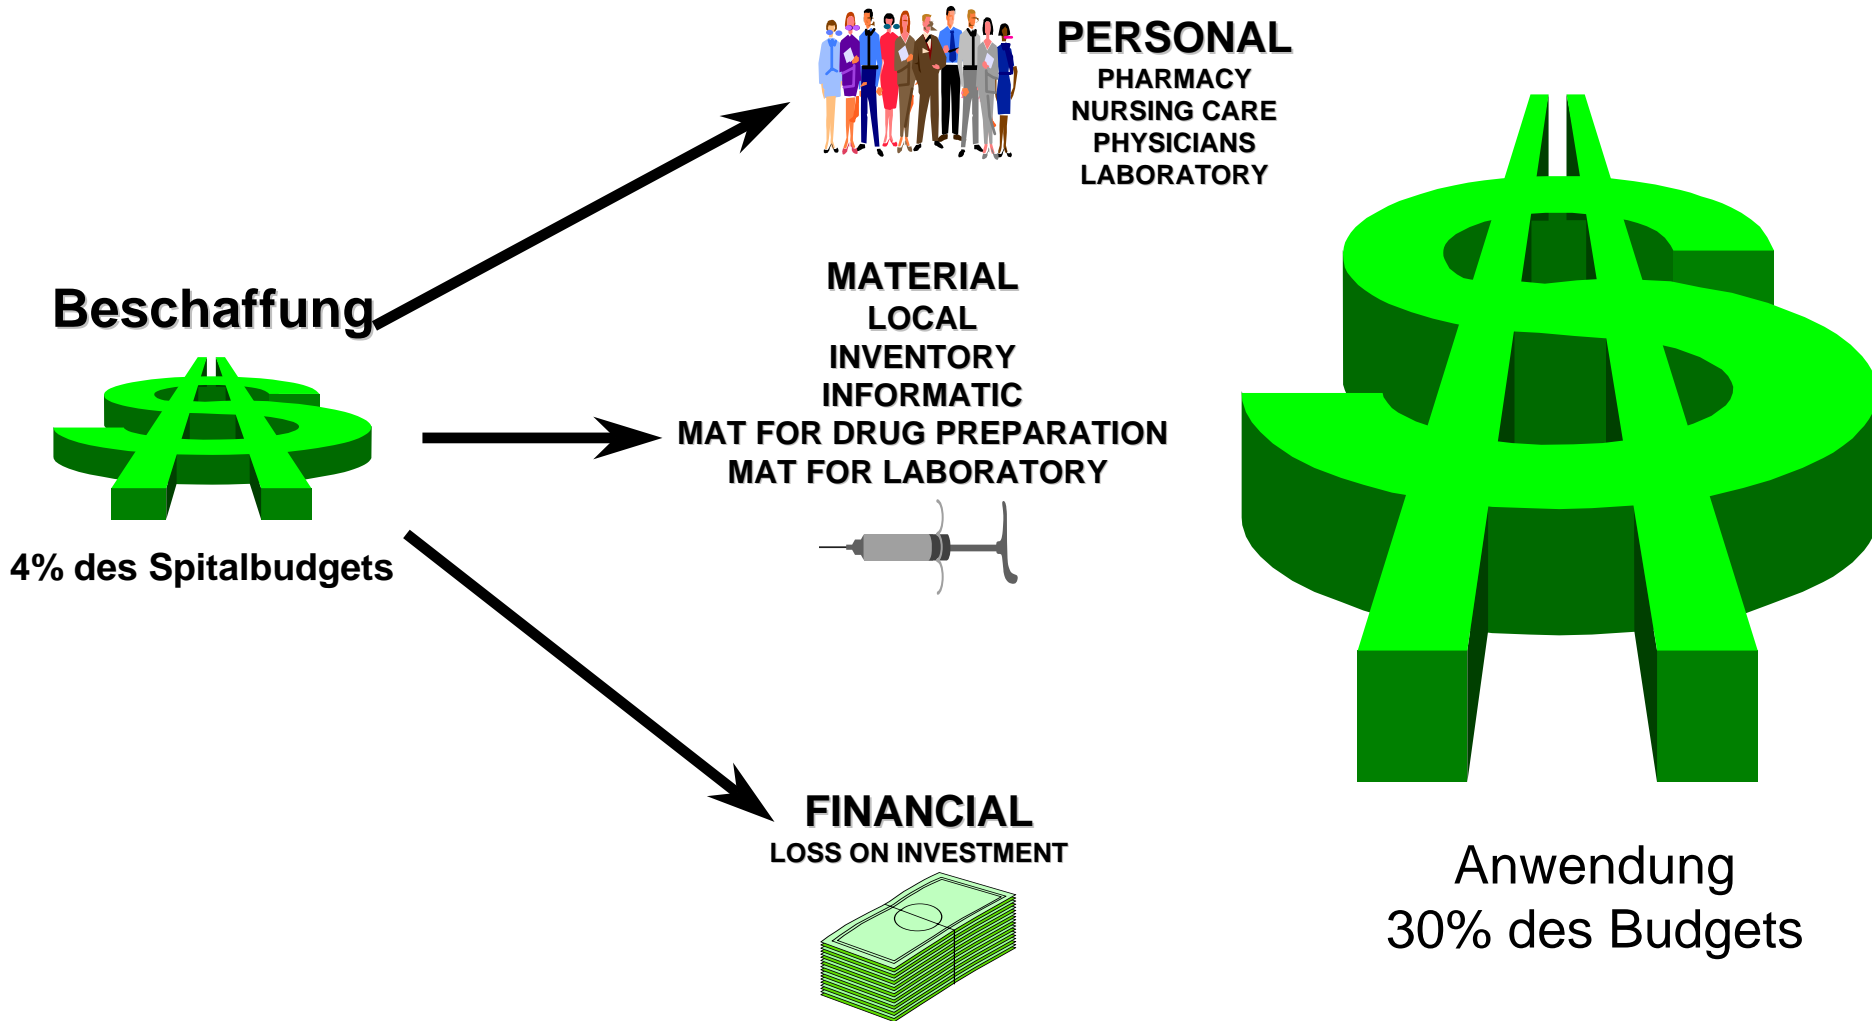 Beschaffung
4% des Spitalbudgets
PERSONAL
PHARMACY
NURSING CARE
PHYSICIANS
LABORATORY
MATERIAL
LOCAL
INVENTORY
INFORMATIC
MAT FOR DRUG PREPARATION
MAT FOR LABORATORY
FINANCIAL
LOSS ON INVESTMENT
Anwendung
30% des Budgets